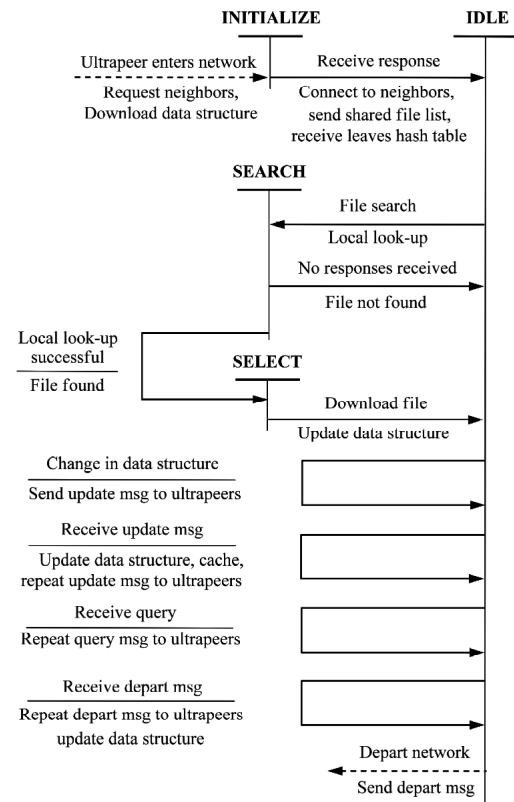 INITIALIZE
IDLE
Ultrapeer enters network
Request neighbors,
Download data structure
Receive response
Connect to neighbors,
send shared file list,
receive leaves hash table
SEARCH
File search
Local look-up
No responses received
File not found
Local look-up
successful
File found
SELECT
Download file
Update data structure
Change in data structure
Send update msg to ultrapeers
Receive update msg
Update data structure, cache,
repeat update msg to ultrapeers
Receive query
Repeat query msg to ultrapeers
Receive depart msg
Repeat depart msg to ultrapeers
update data structure
Depart network
Send depart msg